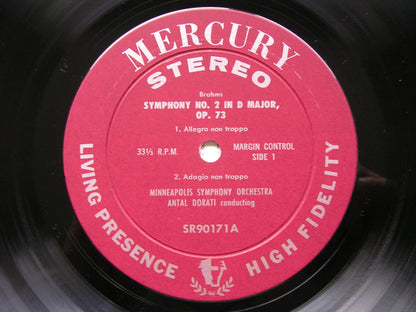 MERCURY
STEREO
Brahms
SYMPHONY NO. 2 IN D MAJOR,
OP. 73
1. Allegro non troppo
33⅓ R.P.M.
MARGIN CONTROL
SIDE 1
2. Adagio non troppo
MINNEAPOLIS SYMPHONY ORCHESTRA
ANTAL DORATI conducting
SR90171A
LIVING PRESENCE
HIGH FIDELITY